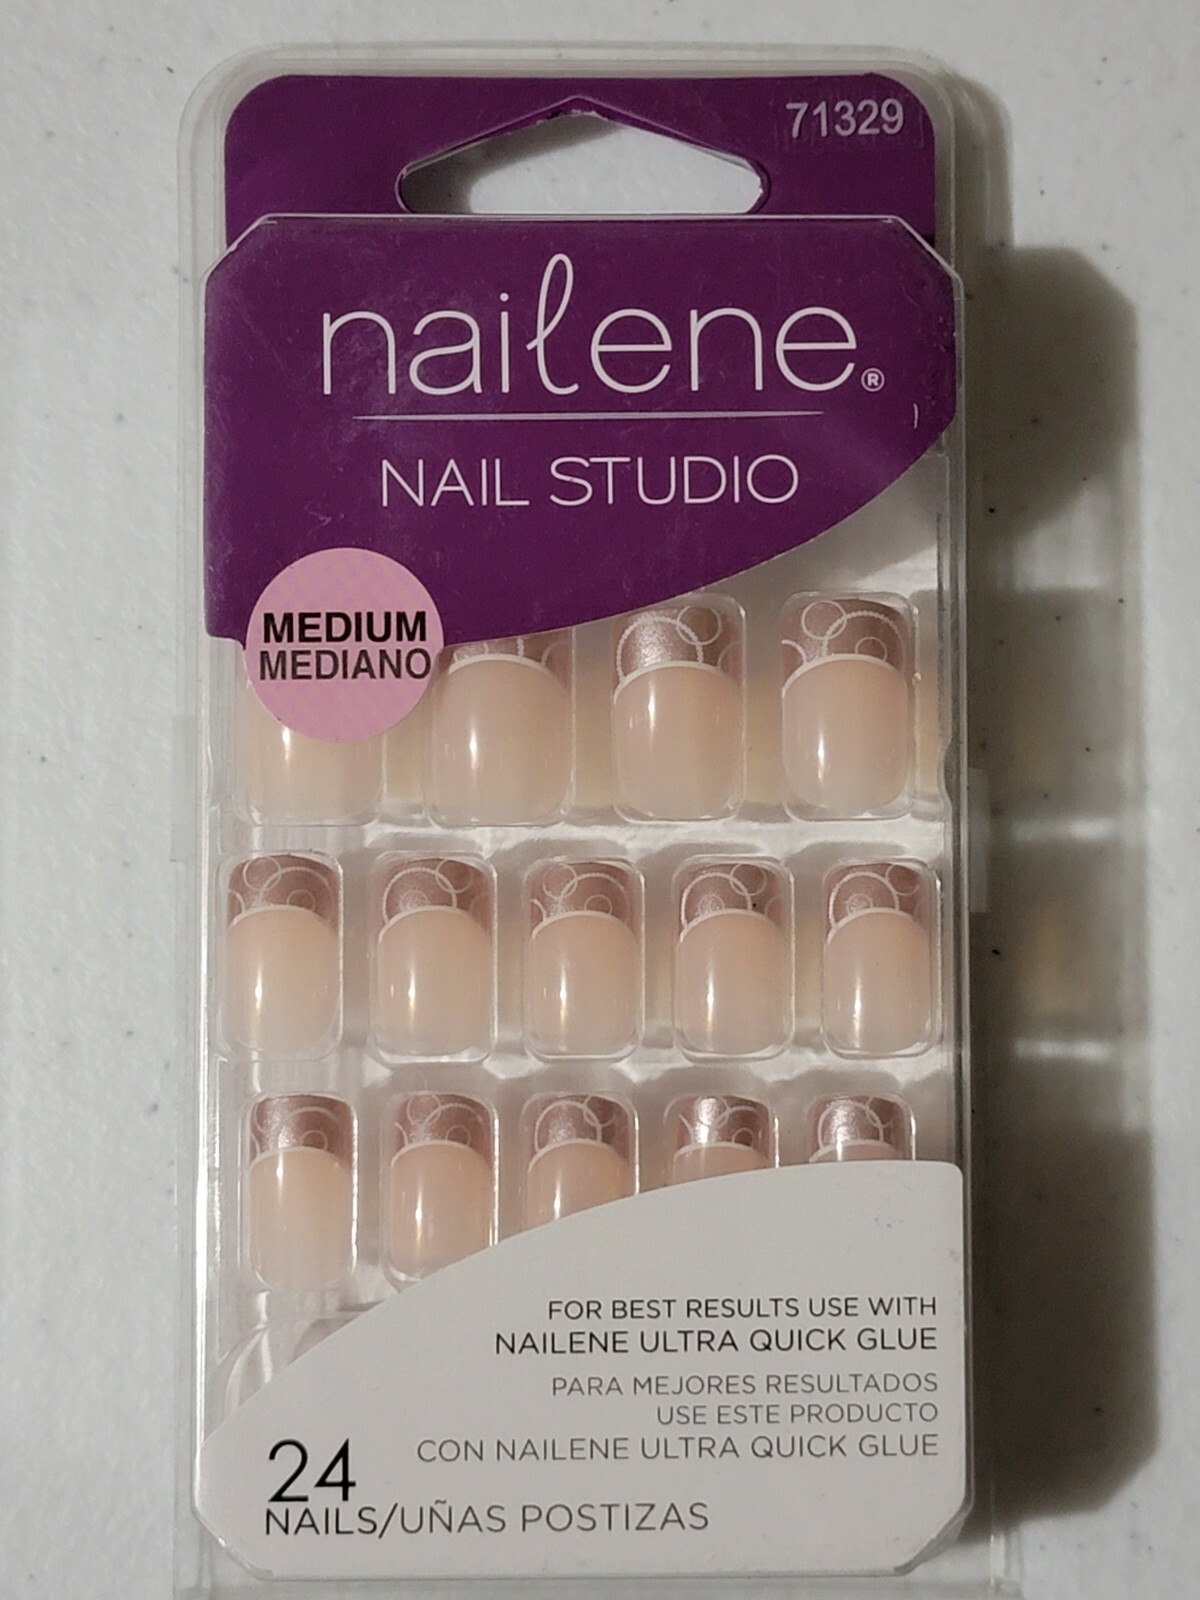 71329
nailene®
NAIL STUDIO
MEDIUM
MEDIANO
FOR BEST RESULTS USE WITH
NAILENE ULTRA QUICK GLUE
PARA MEJORES RESULTADOS
USE ESTE PRODUCTO
CON NAILENE ULTRA QUICK GLUE
24
NAILS/UÑAS POSTIZAS